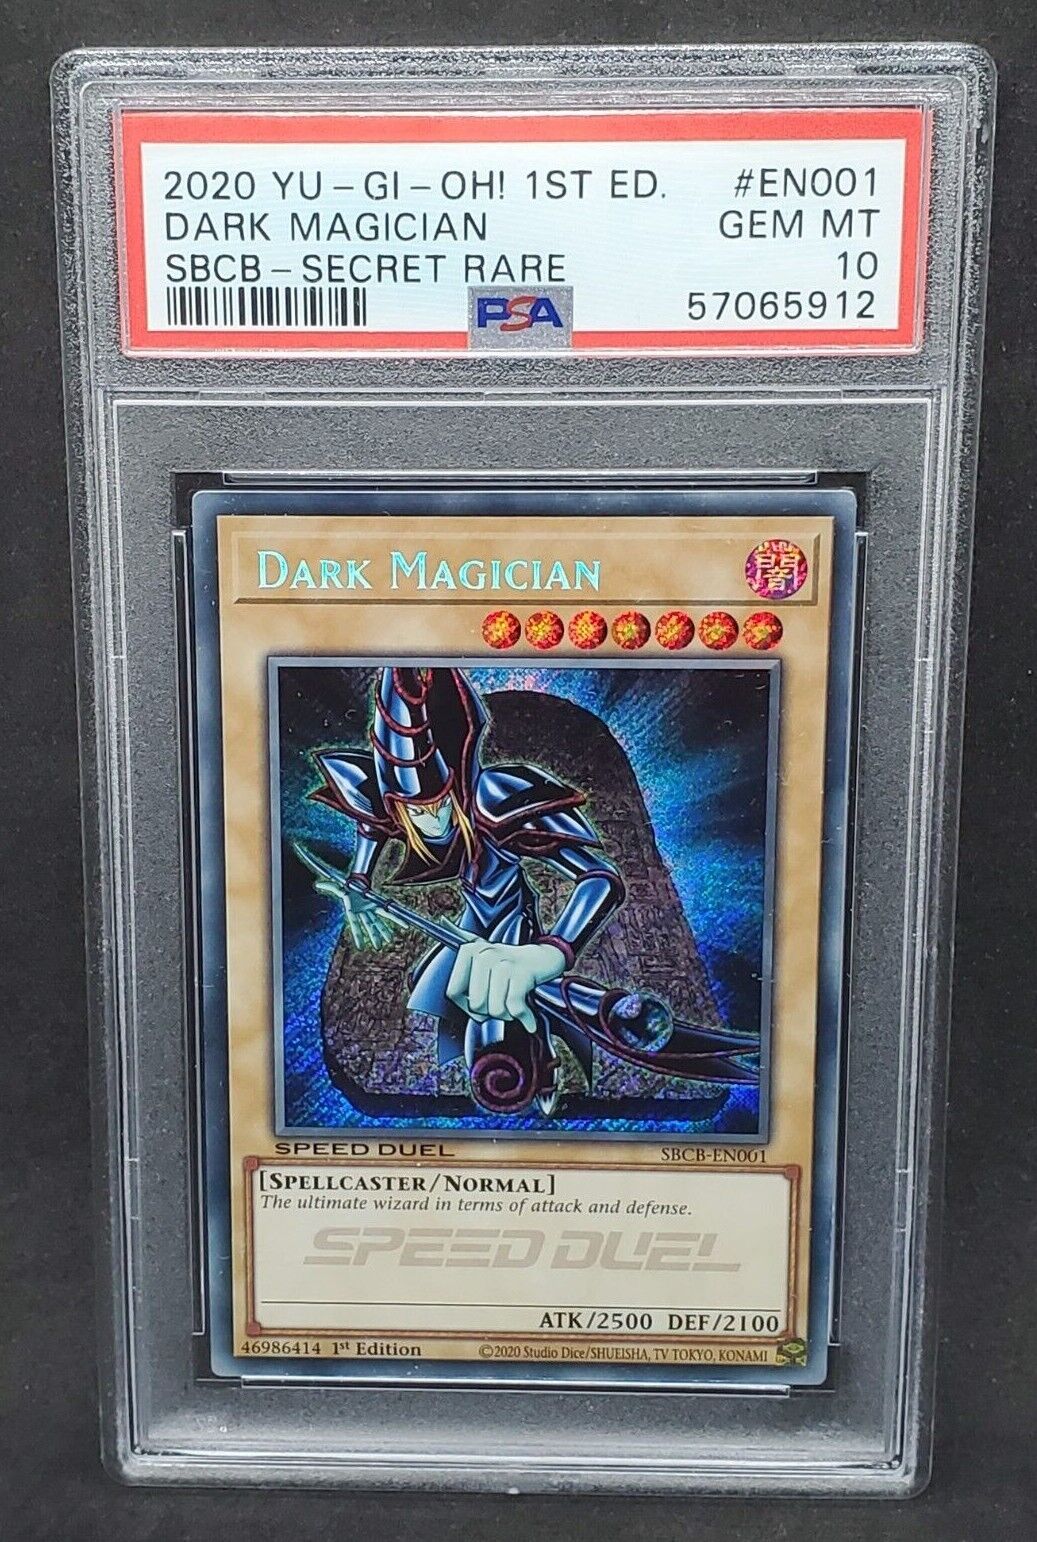 2020 YU-GI-OH! 1ST ED. #EN001
DARK MAGICIAN GEM MT
SBCB-SECRET RARE 10
PSA 57065912
DARK MAGICIAN 闇
SPEED DUEL SBCB-EN001
[SPELLCASTER/NORMAL]
The ultimate wizard in terms of attack and defense.
SPEED DUEL
ATK/2500 DEF/2100
46986414 1st Edition ©2020 Studio Dice/SHUEISHA, TV TOKYO, KONAMI